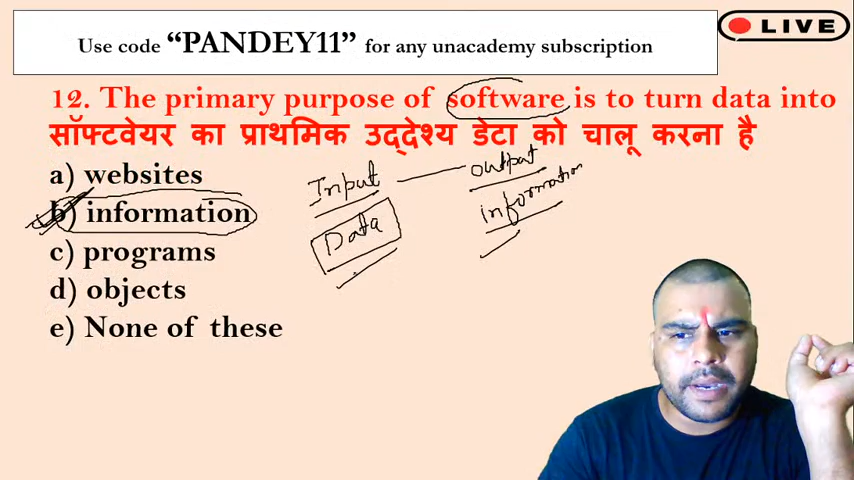 LIVE
Use code “PANDEY11” for any unacademy subscription
12. The primary purpose of software is to turn data into
सॉफ्टवेयर का प्राथमिक उद्देश्य डेटा को चालू करना है
a) websites
b) information
c) programs
d) objects
e) None of these
Input output
Data information